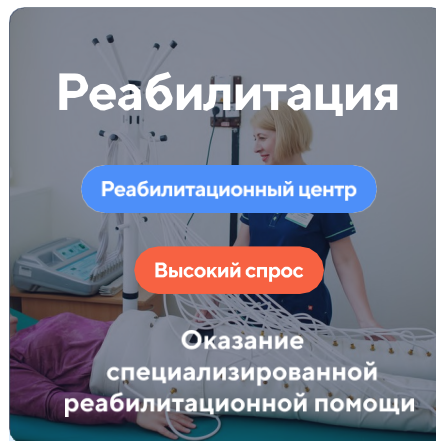 Реабилитация
Реабилитационный центр
Высокий спрос
Оказание
специализированной
реабилитационной помощи